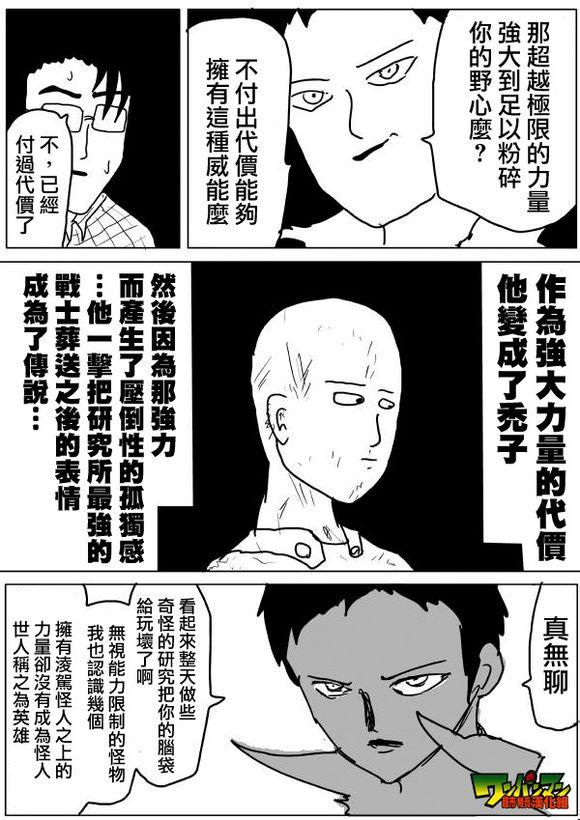 那超越極限的力量
強大到足以粉碎
你的野心麼?
不付出代價能夠
擁有這種威能麼
不，已經
付過代價了
作為強大力量的代價
他變成了禿子
然後因為那強力
而產生了壓倒性的孤獨感
…他一擊把研究所最強的
戰士葬送之後的表情
成為了傳說…
真無聊
看起來整天做些
奇怪的研究把你的腦袋
給玩壞了啊
無視能力限制的怪物
我也認識幾個
擁有淩駕怪人之上的
力量卻沒有成為怪人
世人稱之為英雄
ワンパンマン